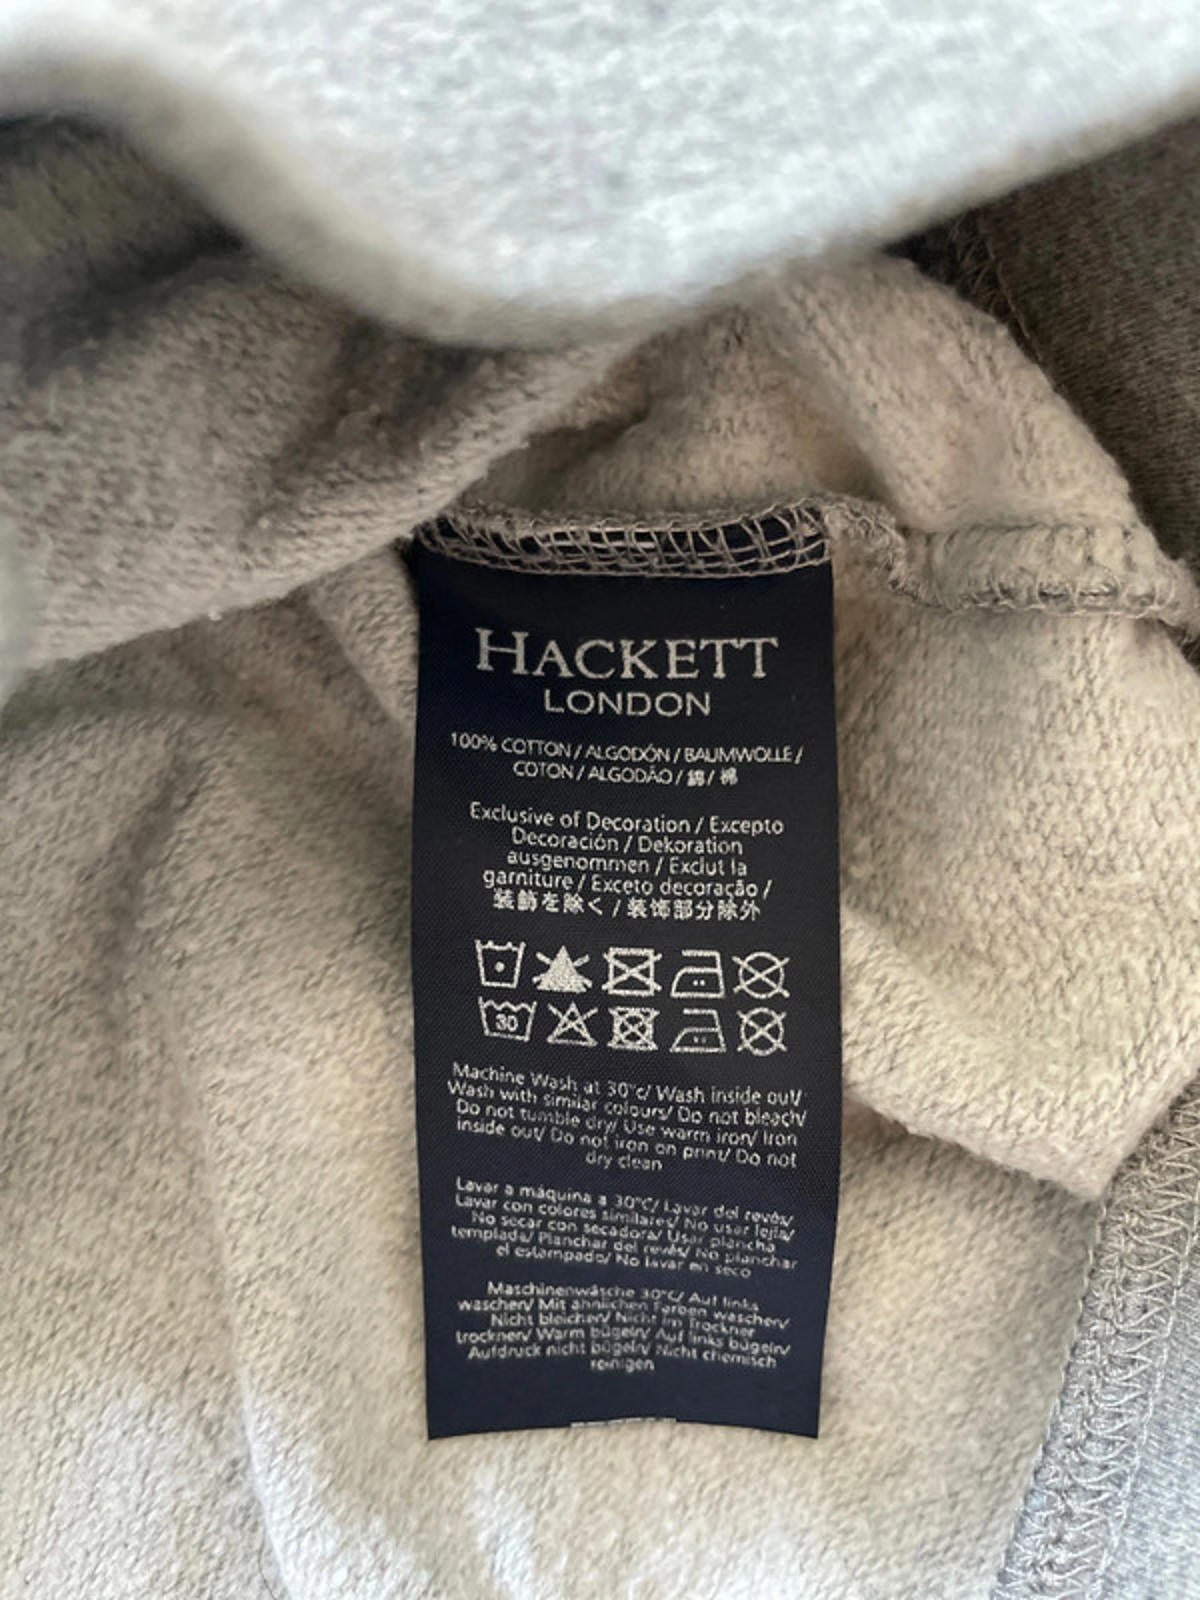 HACKETT
LONDON
100% COTTON / ALGODÓN / BAUMWOLLE /
COTON / ALGODÃO / 綿 / 棉
Exclusive of Decoration / Excepto
Decoración / Dekoration
ausgenommen / Exclut la
garniture / Exceto decoração /
装飾を除く / 装饰部分除外
30
Machine Wash at 30°c/ Wash inside out/
Wash with similar colours/ Do not bleach/
Do not tumble dry/ Use warm iron/ Iron
inside out/ Do not iron on print/ Do not
dry clean
Lavar a máquina a 30°C/ Lavar del revés/
Lavar con colores similares/ No usar lejía/
No secar con secadora/ Usar plancha
templada/ Planchar del revés/ No planchar
el estampado/ No lavar en seco
Maschinenwäsche 30°C/ Auf links
waschen/ Mit ähnlichen Farben waschen/
Nicht bleichen/ Nicht im Trockner
trocknen/ Warm bügeln/ Auf links bügeln/
Aufdruck nicht bügeln/ Nicht chemisch
reinigen